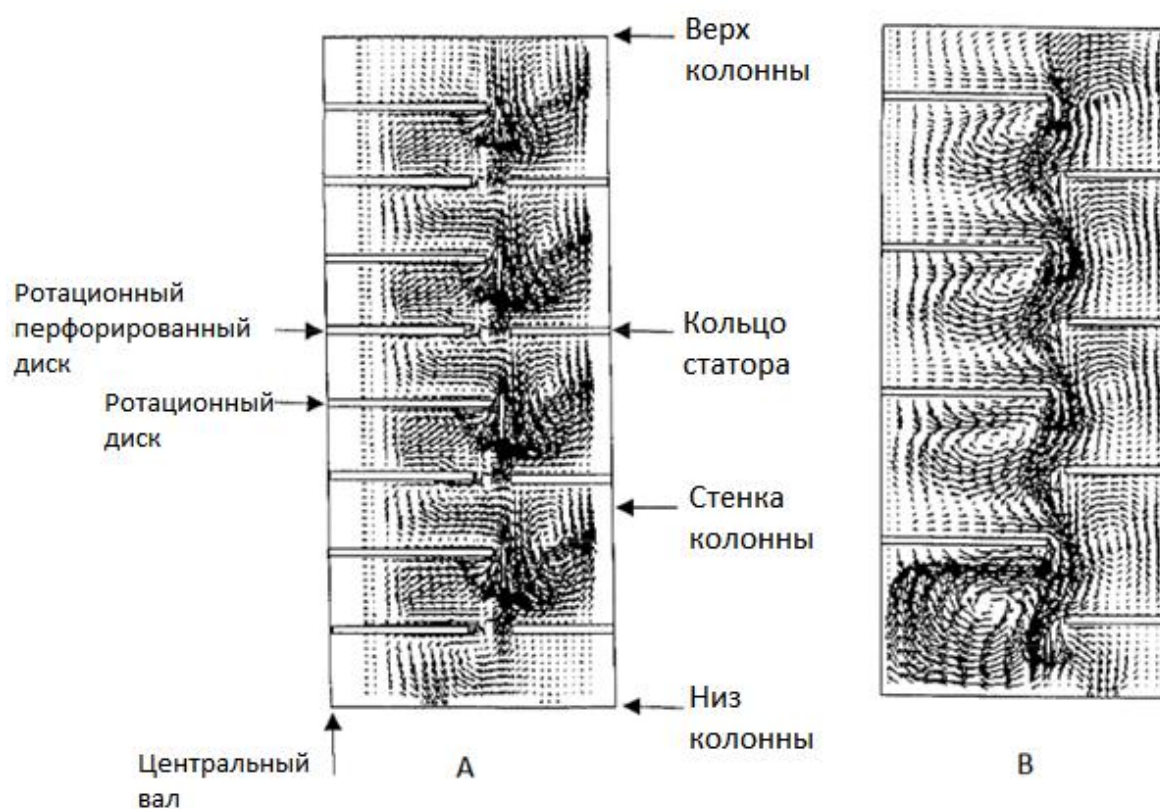 Верх
колонны
Ротационный
перфорированный
диск
Кольцо
статора
Ротационный
диск
Стенка
колонны
Низ
колонны
Центральный
вал
A
B